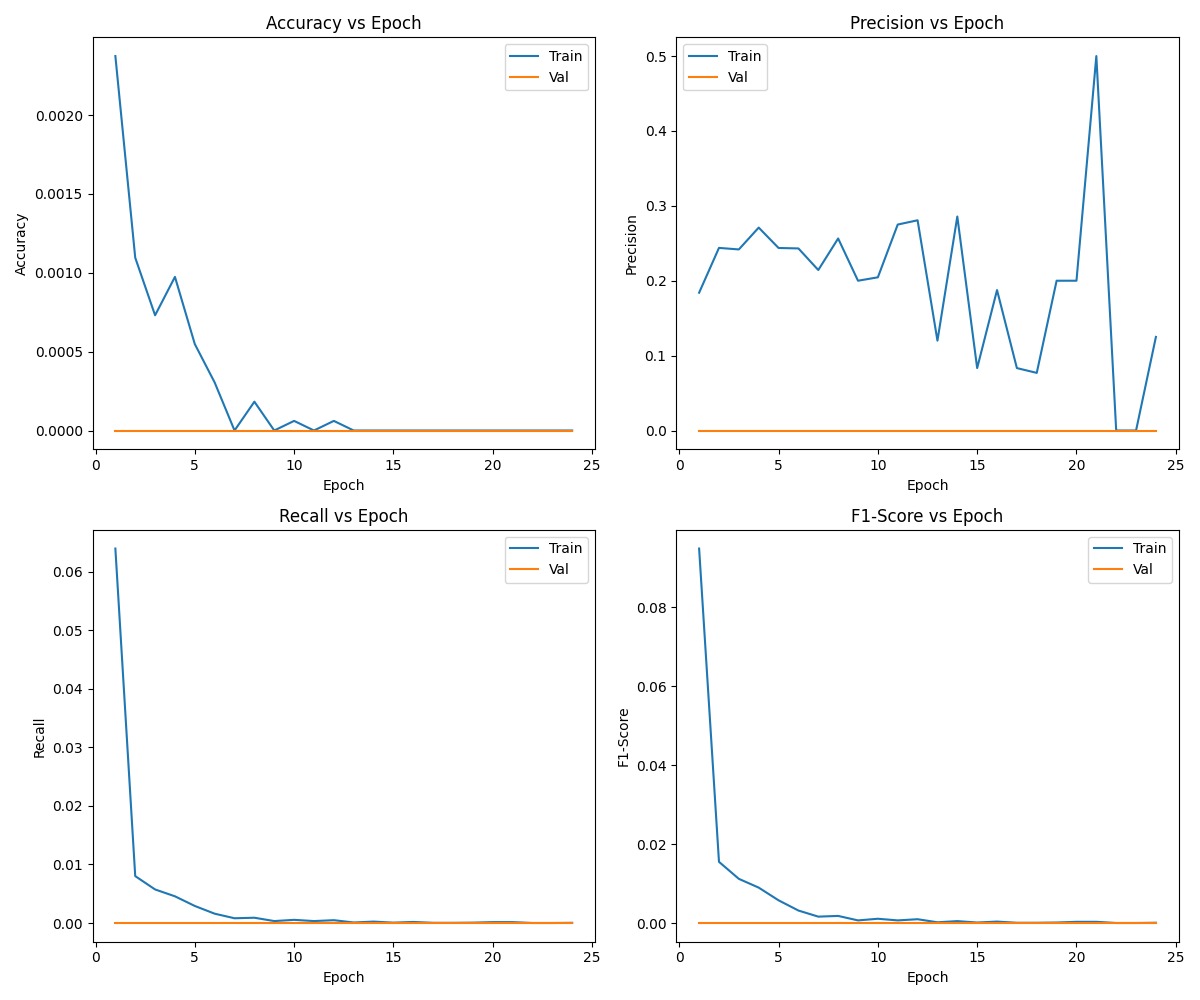 Accuracy vs Epoch
Train
Val
0.0020
0.0015
0.0010
0.0005
0.0000
Accuracy
0 5 10 15 20 25
Epoch
Precision vs Epoch
Train
Val
0.5
0.4
0.3
0.2
0.1
0.0
Precision
0 5 10 15 20 25
Epoch
Recall vs Epoch
Train
Val
0.06
0.05
0.04
0.03
0.02
0.01
0.00
Recall
0 5 10 15 20 25
Epoch
F1-Score vs Epoch
Train
Val
0.08
0.06
0.04
0.02
0.00
F1-Score
0 5 10 15 20 25
Epoch